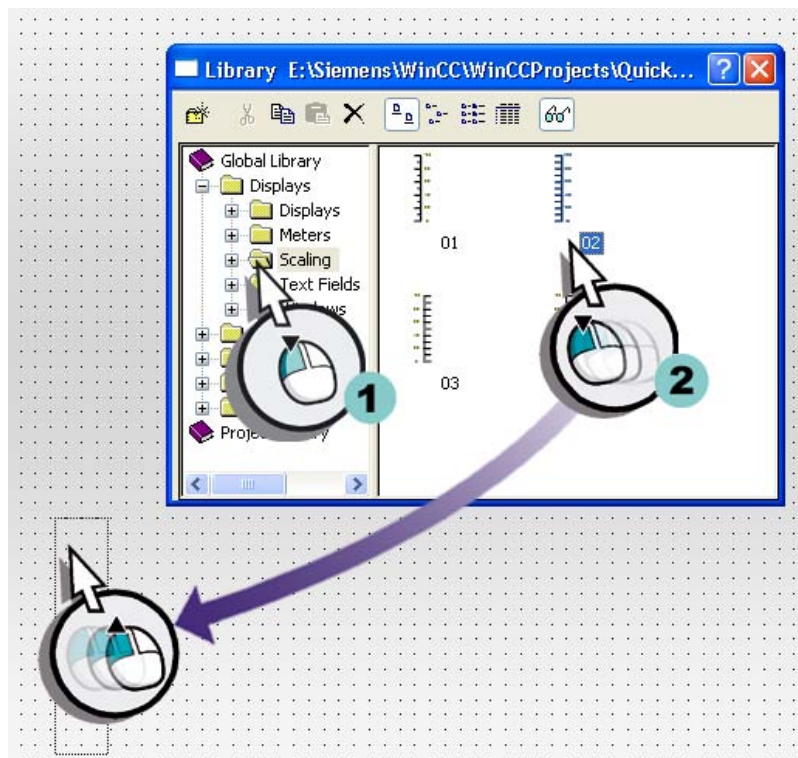 Library E:\Siemens\WinCC\WinCCProjects\Quick...
Global Library
Displays
Displays
Meters
Scaling
Text Fields
01
02
03
1
2